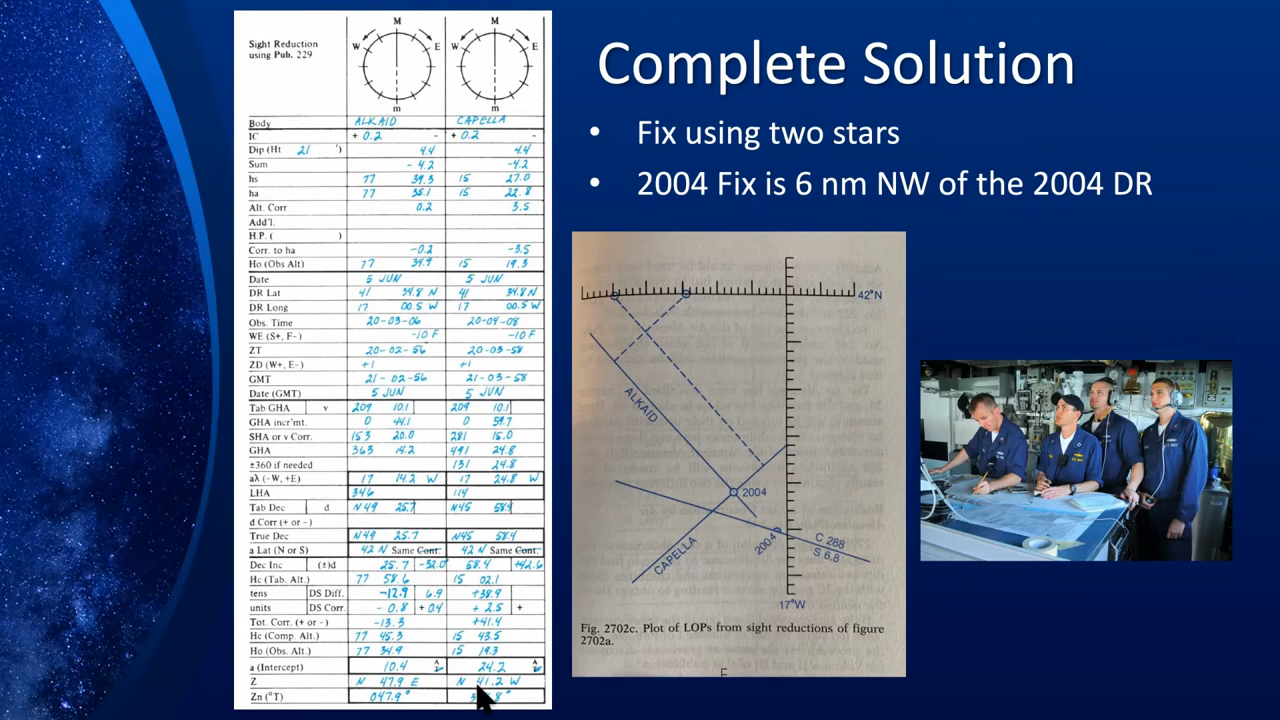 Complete Solution
• Fix using two stars
• 2004 Fix is 6 nm NW of the 2004 DR
Sight Reduction
using Pub. 229
M M
W E W E
m m
Body ALKAID CAPELLA
IC + 0.2 - + 0.2 -
Dip (Ht 21 ') 4.4 4.4
Sum - 4.2 -4.2
hs 77 39.3 15 27.0
ha 77 35.1 15 22.8
Alt. Corr 0.2 3.5
Add'l.
H.P. ( )
Corr. to ha -0.2 -3.5
Ho (Obs Alt) 77 34.9 15 19.3
Date 5 JUN 5 JUN
DR Lat 41 34.8 N 41 34.8 N
DR Long 17 00.5 W 17 00.5 W
Obs. Time 20-03-06 20-04-08
WE (S+, F-) -10 F -10 F
ZT 20-02-56 20-03-58
ZD (W+, E-) +1 +1
GMT 21-02-56 21-03-58
Date (GMT) 5 JUN 5 JUN
Tab GHA v 209 10.1 209 10.1
GHA incr'mt. 0 44.1 0 59.7
SHA or v Corr. 153 20.0 281 15.0
GHA 363 14.2 491 24.8
±360 if needed 131 24.8
aλ (-W, +E) 17 14.2 W 17 24.8 W
LHA 346 114
Tab Dec d N49 25.7 N45 58.4
d Corr (+ or -)
True Dec N49 25.7 N45 58.4
a Lat (N or S) 42 N Same Cont. 42 N Same Cont.
Dec Inc (±)d 25.7 -32.0 58.4 +42.6
Hc (Tab. Alt.) 77 58.6 15 02.1
tens DS Diff. -12.9 6.9 +38.9
units DS Corr. - 0.8 + 0.4 + 2.5 +
Tot. Corr. (+ or -) -13.3 +41.4
Hc (Comp. Alt.) 77 45.3 15 43.5
Ho (Obs. Alt.) 77 34.9 15 19.3
a (Intercept) 10.4 A 24.2 A
Z N 47.9 E N 41.2 W
Zn (°T) 047.9° 8°
42°N
ALKAID
2004
CAPELLA
2004
C 288
S 6.8
17°W
Fig. 2702c. Plot of LOPs from sight reductions of figure
2702a.